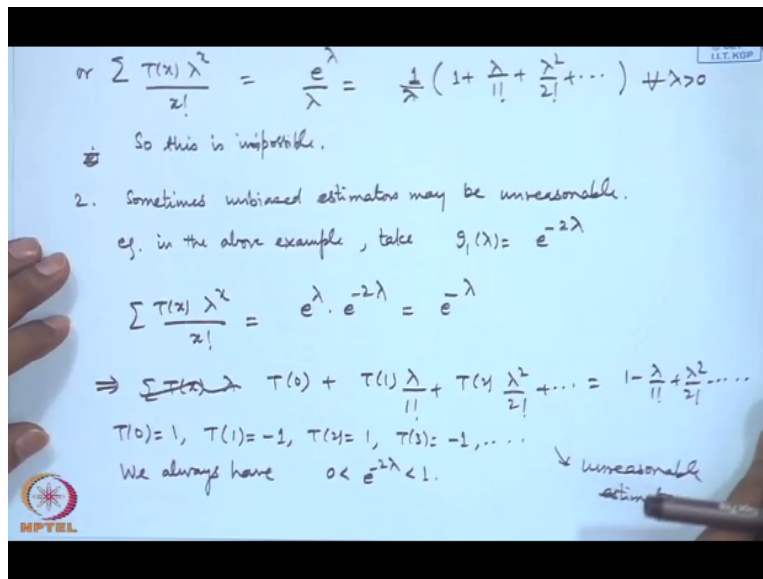 I.I.T. KGP
or ∑ T(x) λ^x / x! = e^λ / λ = 1/λ ( 1 + λ/1! + λ²/2! + ⋯ ) ∀ λ>0
So this is impossible.
2. Sometimes unbiased estimators may be unreasonable.
eg. in the above example, take g₁(λ) = e^{-2λ}
∑ T(x) λ^x / x! = e^λ · e^{-2λ} = e^{-λ}
⇒ T(0) + T(1) λ/1! + T(2) λ²/2! + ⋯ = 1 - λ/1! + λ²/2! ⋯
T(0)=1, T(1)=-1, T(2)=1, T(3)=-1, ....
We always have 0 < e^{-2λ} < 1. ↘ unreasonable
NPTEL